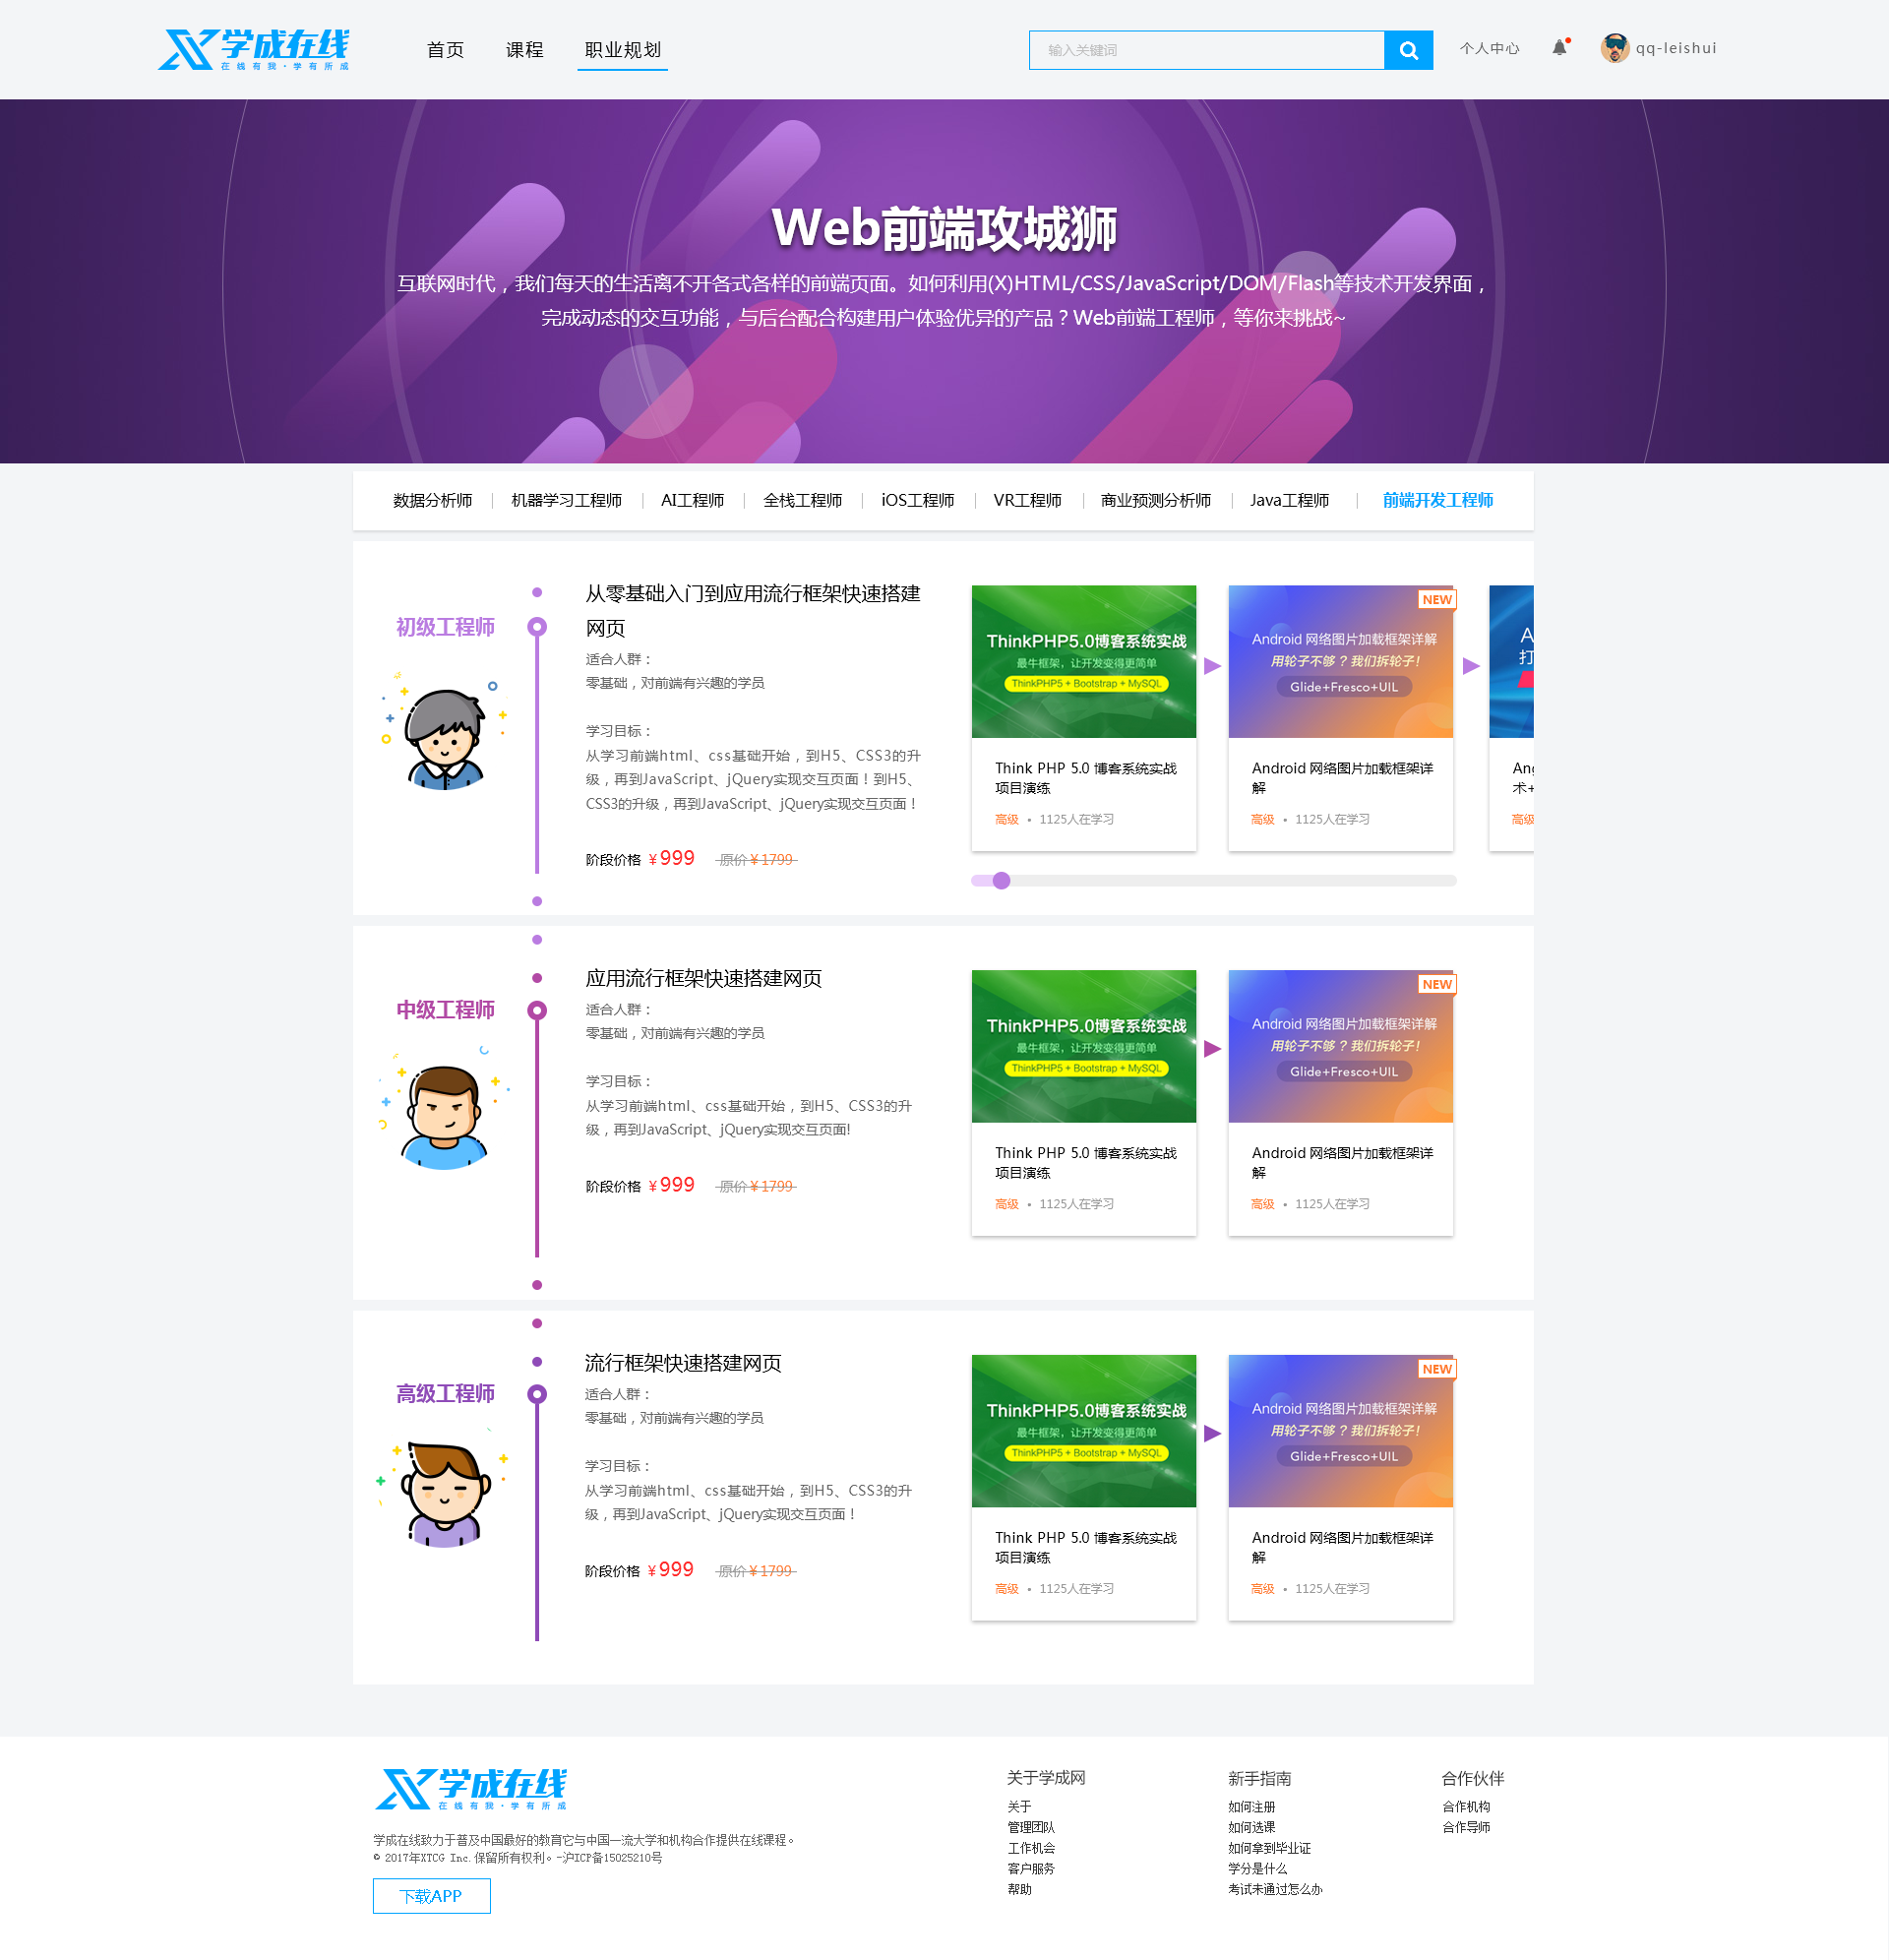 学成在线
在线有我·学有所成
首页 课程 职业规划
输入关键词
个人中心
qq-leishui
Web前端攻城狮
互联网时代，我们每天的生活离不开各式各样的前端页面。如何利用(X)HTML/CSS/JavaScript/DOM/Flash等技术开发界面，
完成动态的交互功能，与后台配合构建用户体验优异的产品？Web前端工程师，等你来挑战~
数据分析师 机器学习工程师 AI工程师 全栈工程师 iOS工程师 VR工程师 商业预测分析师 Java工程师 前端开发工程师
初级工程师
从零基础入门到应用流行框架快速搭建
网页
适合人群：
零基础，对前端有兴趣的学员
学习目标：
从学习前端html、css基础开始，到H5、CSS3的升
级，再到JavaScript、jQuery实现交互页面！到H5、
CSS3的升级，再到JavaScript、jQuery实现交互页面！
阶段价格 ¥999 原价¥1799
ThinkPHP5.0博客系统实战
最牛框架，让开发变得更简单
ThinkPHP5 + Bootstrap + MySQL
Think PHP 5.0 博客系统实战
项目演练
高级 • 1125人在学习
NEW
Android 网络图片加载框架详解
用轮子不够？我们拆轮子！
Glide+Fresco+UIL
Android 网络图片加载框架详
解
高级 • 1125人在学习
A
打
术+
高级
中级工程师
应用流行框架快速搭建网页
适合人群：
零基础，对前端有兴趣的学员
学习目标：
从学习前端html、css基础开始，到H5、CSS3的升
级，再到JavaScript、jQuery实现交互页面!
阶段价格 ¥999 原价¥1799
ThinkPHP5.0博客系统实战
最牛框架，让开发变得更简单
ThinkPHP5 + Bootstrap + MySQL
Think PHP 5.0 博客系统实战
项目演练
高级 • 1125人在学习
NEW
Android 网络图片加载框架详解
用轮子不够？我们拆轮子！
Glide+Fresco+UIL
Android 网络图片加载框架详
解
高级 • 1125人在学习
高级工程师
流行框架快速搭建网页
适合人群：
零基础，对前端有兴趣的学员
学习目标：
从学习前端html、css基础开始，到H5、CSS3的升
级，再到JavaScript、jQuery实现交互页面！
阶段价格 ¥999 原价¥1799
ThinkPHP5.0博客系统实战
最牛框架，让开发变得更简单
ThinkPHP5 + Bootstrap + MySQL
Think PHP 5.0 博客系统实战
项目演练
高级 • 1125人在学习
NEW
Android 网络图片加载框架详解
用轮子不够？我们拆轮子！
Glide+Fresco+UIL
Android 网络图片加载框架详
解
高级 • 1125人在学习
学成在线
在线有我·学有所成
学成在线致力于普及中国最好的教育它与中国一流大学和机构合作提供在线课程。
© 2017年XTCG Inc.保留所有权利。-沪ICP备15025210号
下载APP
关于学成网
关于
管理团队
工作机会
客户服务
帮助
新手指南
如何注册
如何选课
如何拿到毕业证
学分是什么
考试未通过怎么办
合作伙伴
合作机构
合作导师